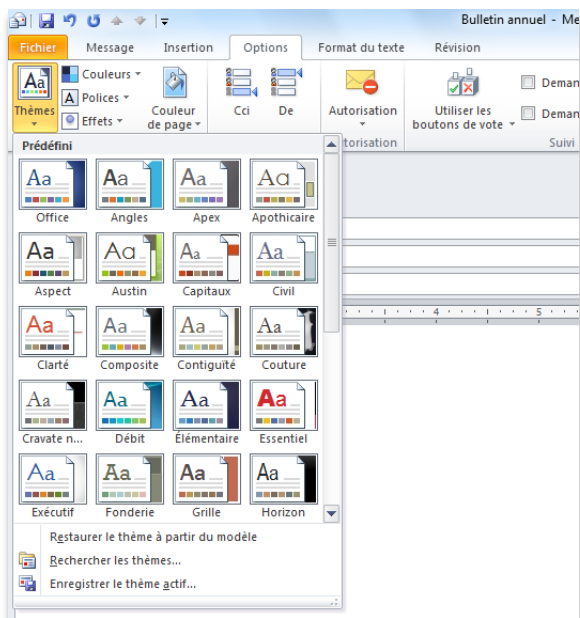 Bulletin annuel - Me
Fichier Message Insertion Options Format du texte Révision
Aa Couleurs
Polices
Effets
Thèmes
Couleur de page
Cci De
Autorisation
Utiliser les boutons de vote
Deman
Deman
torisation Suivi
Prédéfini
Aa Aa Aa Aa
Office Angles Apex Apothicaire
Aa Aa Aa Aa
Aspect Austin Capitaux Civil
Aa Aa Aa Aa
Clarté Composite Contiguïté Couture
Aa Aa Aa Aa
Cravate n... Débit Élémentaire Essentiel
Aa Aa Aa Aa
Exécutif Fonderie Grille Horizon
Restaurer le thème à partir du modèle
Rechercher les thèmes...
Enregistrer le thème actif...
4 5